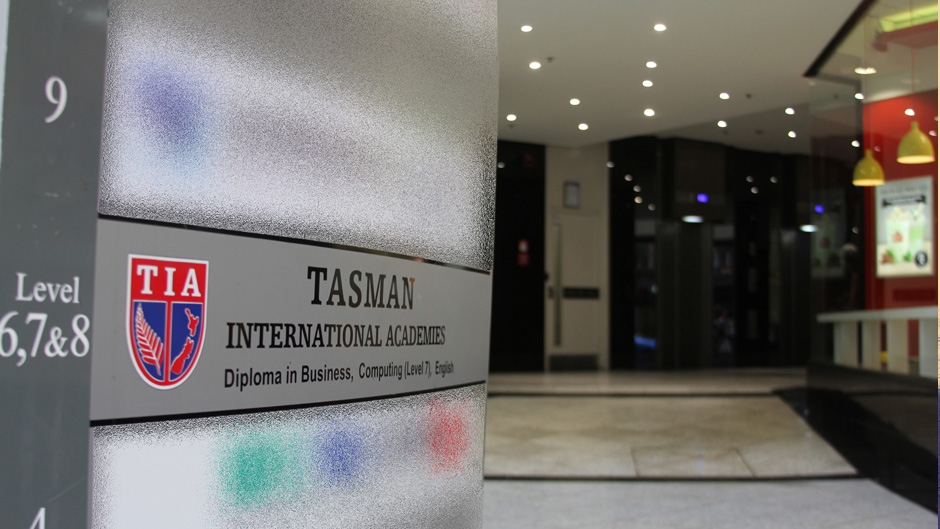 9
Level
6,7&8
TIA
TASMAN
INTERNATIONAL ACADEMIES
Diploma in Business, Computing (Level 7), English
4